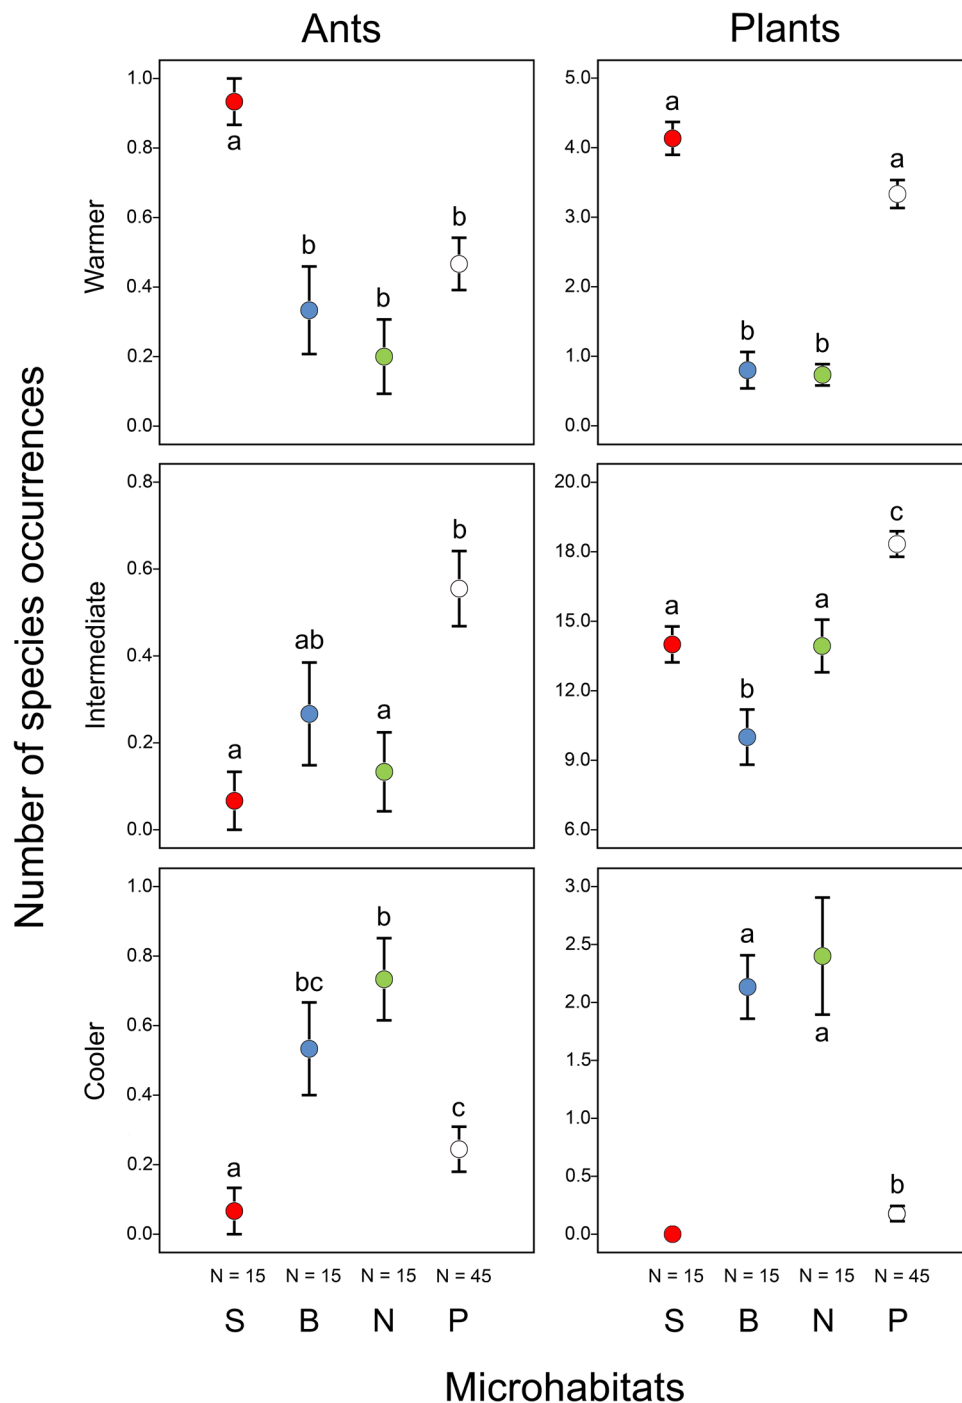 Ants Plants
Number of species occurrences
Warmer
1.0
0.8
0.6
0.4
0.2
0.0
a
b
b
b
5.0
4.0
3.0
2.0
1.0
0.0
a
b
b
a
Intermediate
0.8
0.6
0.4
0.2
0.0
a
ab
a
b
20.0
18.0
15.0
12.0
9.0
6.0
a
b
a
c
Cooler
1.0
0.8
0.6
0.4
0.2
0.0
a
bc
b
c
3.0
2.5
2.0
1.5
1.0
0.5
0.0
a
a
b
N = 15 N = 15 N = 15 N = 45 N = 15 N = 15 N = 15 N = 45
S B N P S B N P
Microhabitats